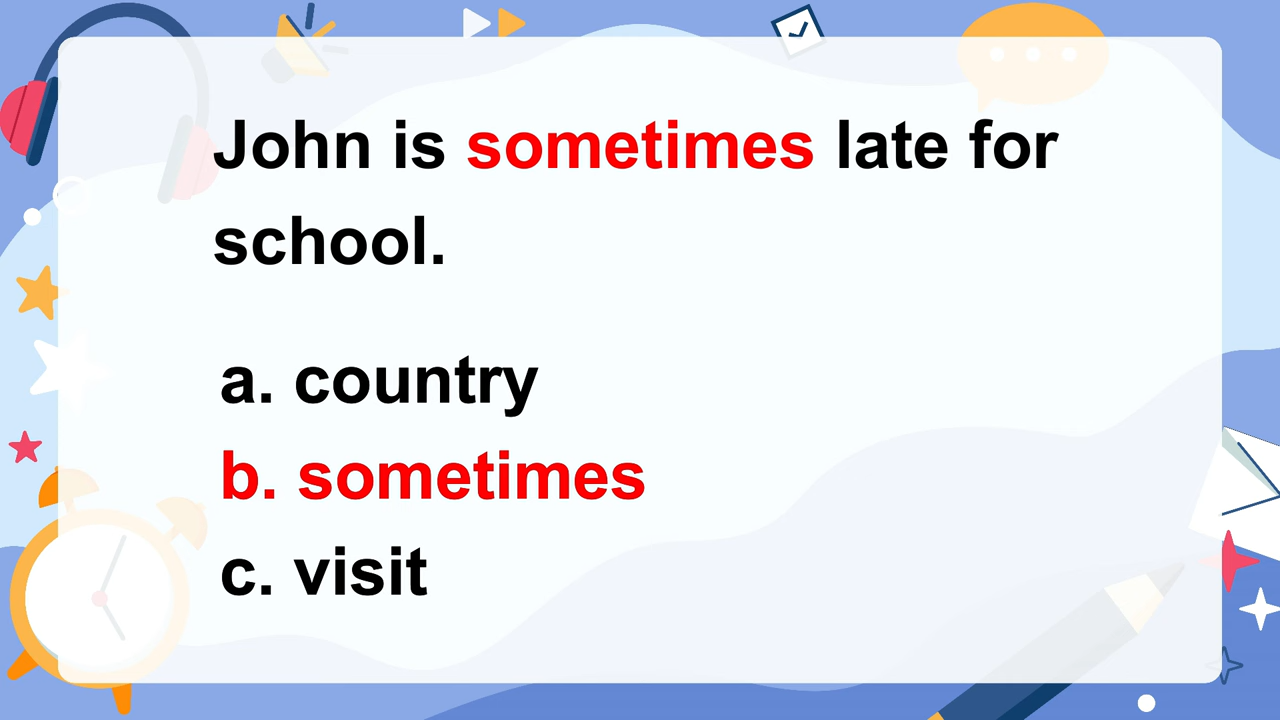 John is sometimes late for
school.
a. country
b. sometimes
c. visit